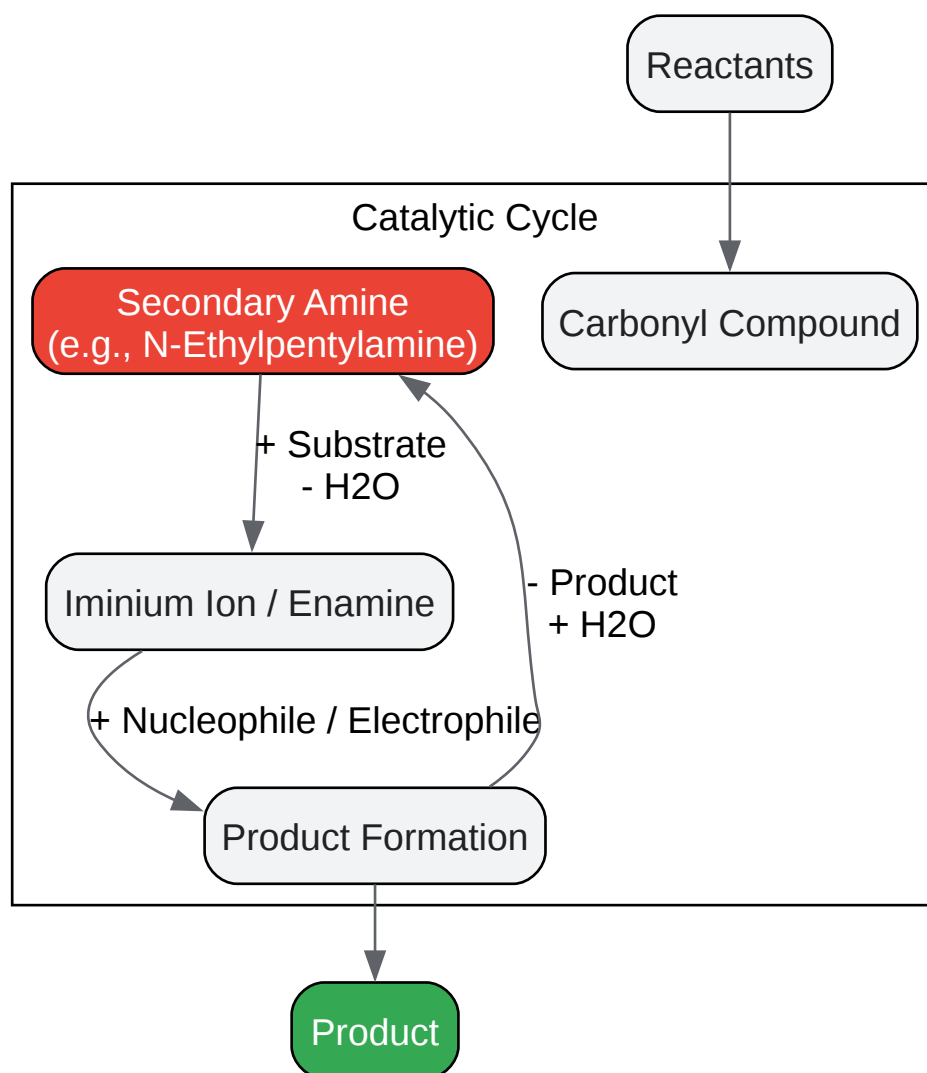 Reactants
Catalytic Cycle
Secondary Amine
(e.g., N-Ethylpentylamine)
Carbonyl Compound
+ Substrate
- H2O
Iminium Ion / Enamine
- Product
+ H2O
+ Nucleophile / Electrophile
Product Formation
Product